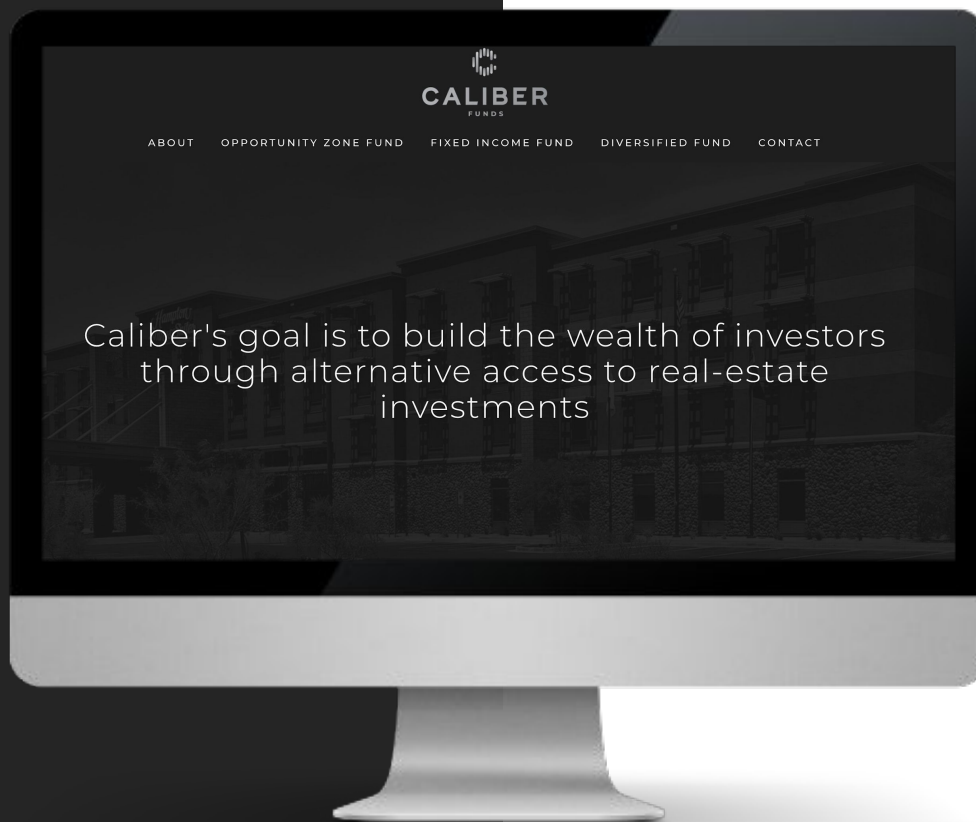 CALIBER
FUNDS
ABOUT OPPORTUNITY ZONE FUND FIXED INCOME FUND DIVERSIFIED FUND CONTACT
Caliber's goal is to build the wealth of investors
through alternative access to real-estate
investments